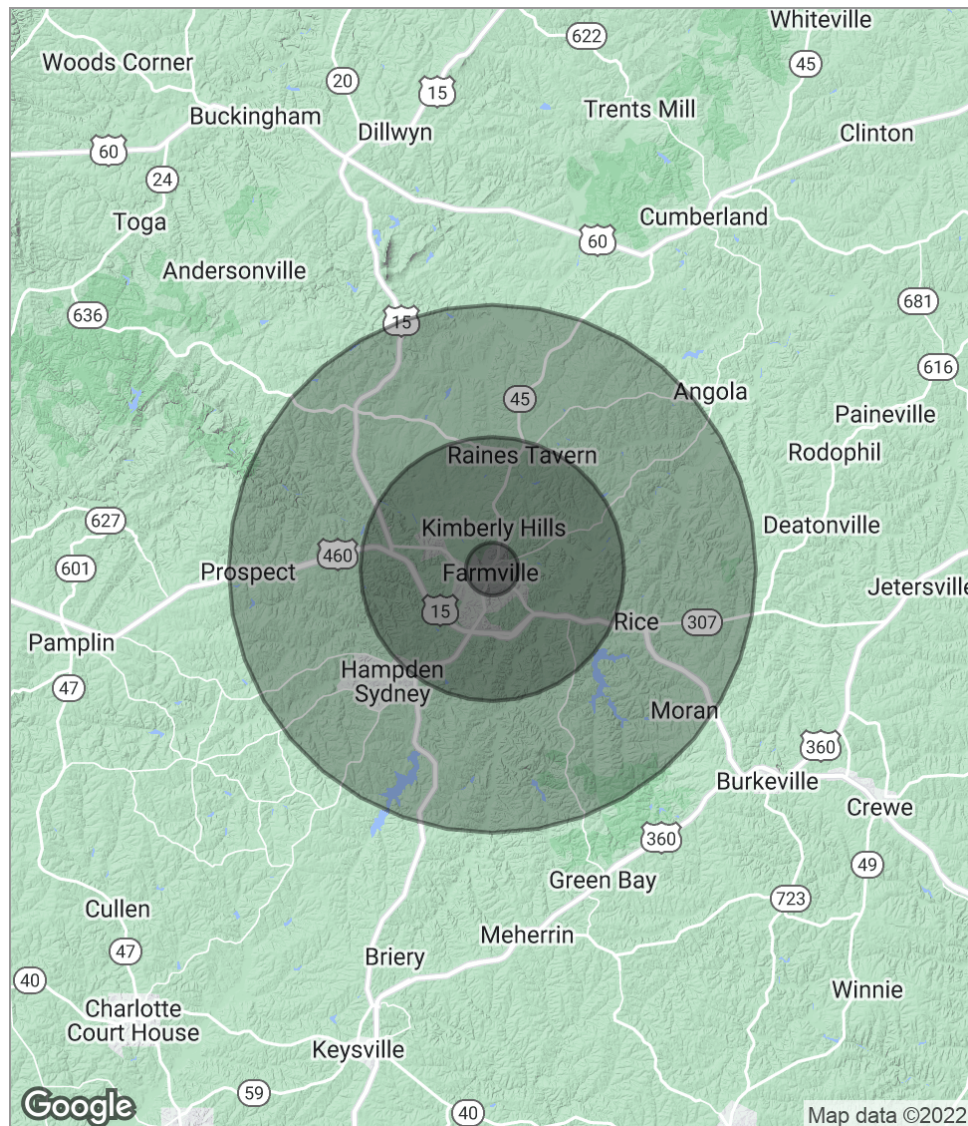 Whiteville
622
Woods Corner
45
20
15
Trents Mill
Buckingham
Dillwyn
Clinton
60
24
Cumberland
Toga
60
Andersonville
681
636
15
616
Angola
45
Paineville
Raines Tavern
Rodophil
627
Kimberly Hills
Deatonville
460
601
Prospect
Farmville
Jetersville
15
Rice
307
Pamplin
Hampden
Sydney
47
Moran
360
Burkeville
Crewe
360
49
Green Bay
723
Cullen
Meherrin
47
Briery
40
Winnie
Charlotte
Court House
Keysville
59
Google
40
Map data ©2022